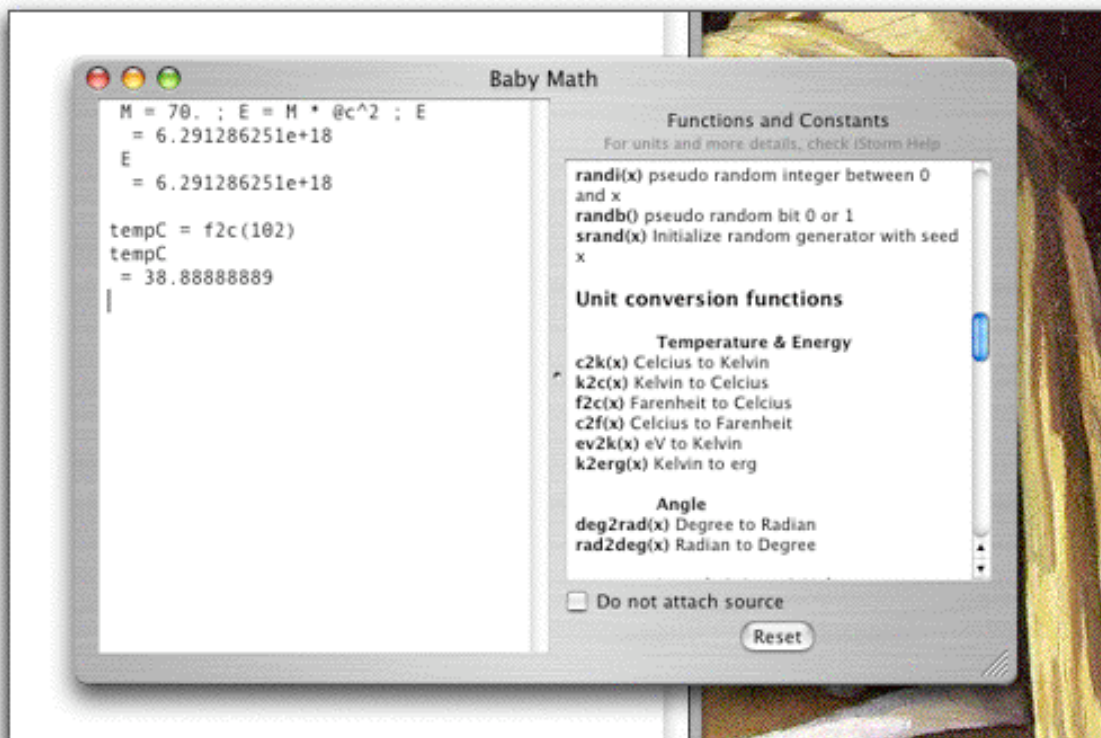 Baby Math
M = 70. ; E = M * @c^2 ; E
= 6.291286251e+18
E
= 6.291286251e+18
tempC = f2c(102)
tempC
= 38.88888889
Functions and Constants
For units and more details, check iStorm Help
randi(x) pseudo random integer between 0
and x
randb() pseudo random bit 0 or 1
srand(x) Initialize random generator with seed
x
Unit conversion functions
Temperature & Energy
c2k(x) Celcius to Kelvin
k2c(x) Kelvin to Celcius
f2c(x) Farenheit to Celcius
c2f(x) Celcius to Farenheit
ev2k(x) eV to Kelvin
k2erg(x) Kelvin to erg
Angle
deg2rad(x) Degree to Radian
rad2deg(x) Radian to Degree
Do not attach source
Reset